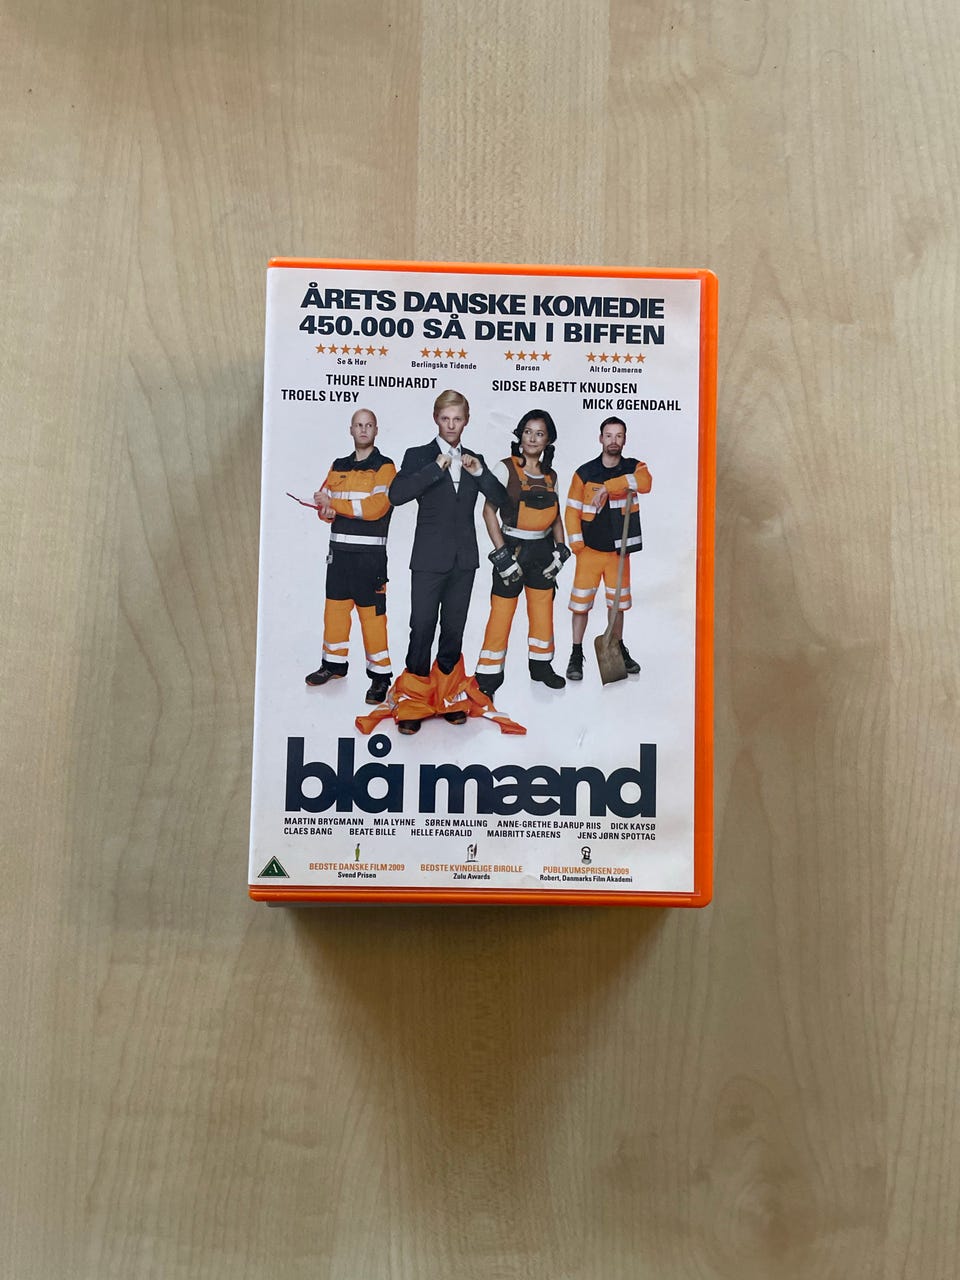 ÅRETS DANSKE KOMEDIE
450.000 SÅ DEN I BIFFEN
★★★★★★ ★★★★ ★★★★ ★★★★★
Se & Hør Berlingske Tidende Børsen Alt for Damerne
THURE LINDHARDT SIDSE BABETT KNUDSEN
TROELS LYBY MICK ØGENDAHL
blå mænd
MARTIN BRYGMANN MIA LYHNE SØREN MALLING ANNE-GRETHE BJARUP RIIS DICK KAYSØ
CLAES BANG BEATE BILLE HELLE FAGRALID MAIBRITT SAERENS JENS JØRN SPOTTAG
BEDSTE DANSKE FILM 2009 BEDSTE KVINDELIGE BIROLLE PUBLIKUMSPRISEN 2009
Svend Prisen Zulu Awards Robert, Danmarks Film Akademi
A